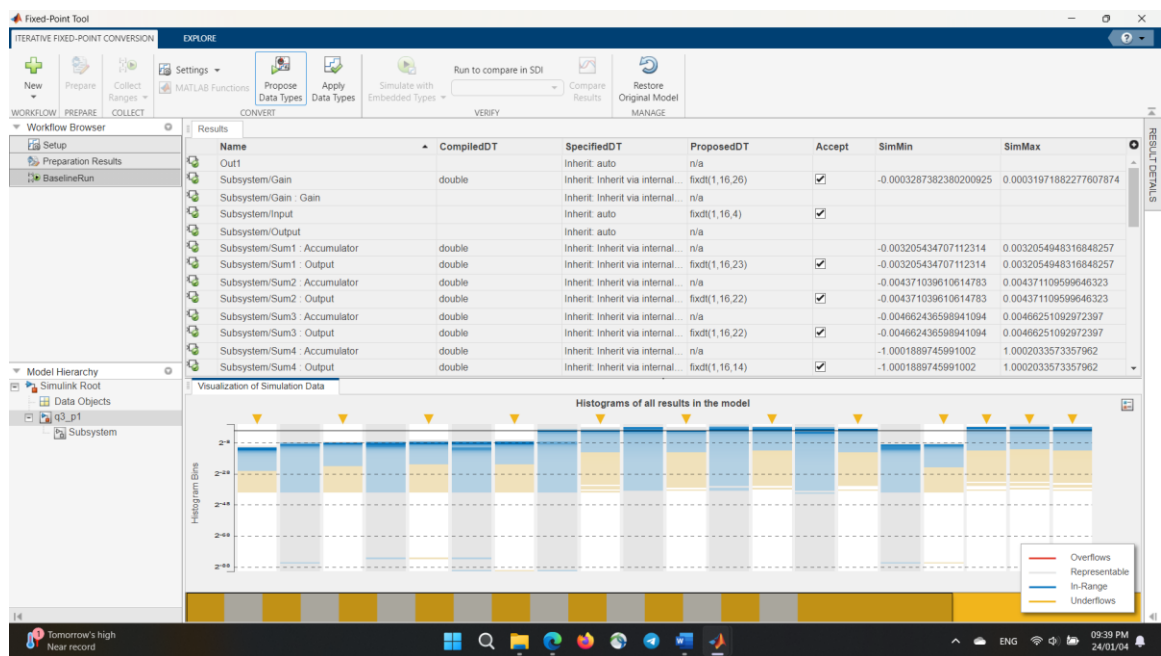 Fixed-Point Tool
ITERATIVE FIXED-POINT CONVERSION EXPLORE
New Prepare Collect Ranges Settings MATLAB Functions Propose Data Types Apply Data Types Simulate with Embedded Types Run to compare in SDI Compare Results Restore Original Model
WORKFLOW PREPARE COLLECT CONVERT VERIFY MANAGE
Workflow Browser
Setup
Preparation Results
BaselineRun
Model Hierarchy
Simulink Root
Data Objects
q3_p1
Subsystem
Results
Name CompiledDT SpecifiedDT ProposedDT Accept SimMin SimMax
Out1 Inherit: auto n/a
Subsystem/Gain double Inherit: Inherit via internal... fixdt(1,16,26) -0.0003287382380200925 0.00031971882277607874
Subsystem/Gain : Gain Inherit: Inherit via internal... n/a
Subsystem/Input Inherit: auto fixdt(1,16,4)
Subsystem/Output Inherit: auto n/a
Subsystem/Sum1 : Accumulator double Inherit: Inherit via internal... n/a -0.003205434707112314 0.0032054948316848257
Subsystem/Sum1 : Output double Inherit: Inherit via internal... fixdt(1,16,23) -0.003205434707112314 0.0032054948316848257
Subsystem/Sum2 : Accumulator double Inherit: Inherit via internal... n/a -0.004371039610614783 0.004371109599646323
Subsystem/Sum2 : Output double Inherit: Inherit via internal... fixdt(1,16,22) -0.004371039610614783 0.004371109599646323
Subsystem/Sum3 : Accumulator double Inherit: Inherit via internal... n/a -0.004662436598941094 0.00466251092972397
Subsystem/Sum3 : Output double Inherit: Inherit via internal... fixdt(1,16,22) -0.004662436598941094 0.00466251092972397
Subsystem/Sum4 : Accumulator double Inherit: Inherit via internal... n/a -1.0001889745991002 1.0002033573357962
Subsystem/Sum4 : Output double Inherit: Inherit via internal... fixdt(1,16,14) -1.0001889745991002 1.0002033573357962
RESULT DETAILS
Visualization of Simulation Data
Histograms of all results in the model
Histogram Bins
Overflows
Representable
In-Range
Underflows
1
Tomorrow's high
Near record
ENG
09:39 PM
24/01/04